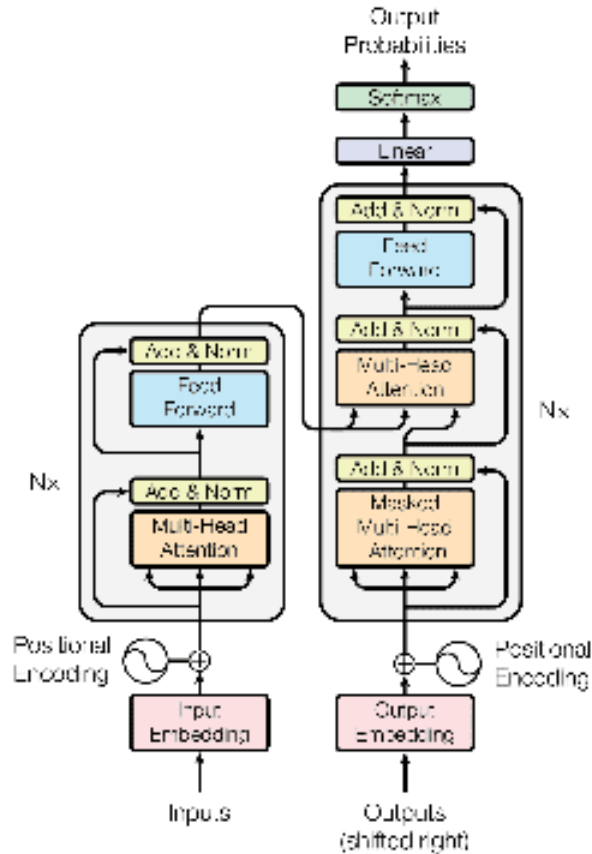 Output
Probabilities
Softmax
Linear
Add & Norm
Feed
Forward
Add & Norm
Multi-Head
Attention
Add & Norm
Masked
Multi-Head
Attention
Nx
Add & Norm
Feed
Forward
Nx
Add & Norm
Multi-Head
Attention
Positional
Encoding
Positional
Encoding
Input
Embedding
Output
Embedding
Inputs
Outputs
(shifted right)